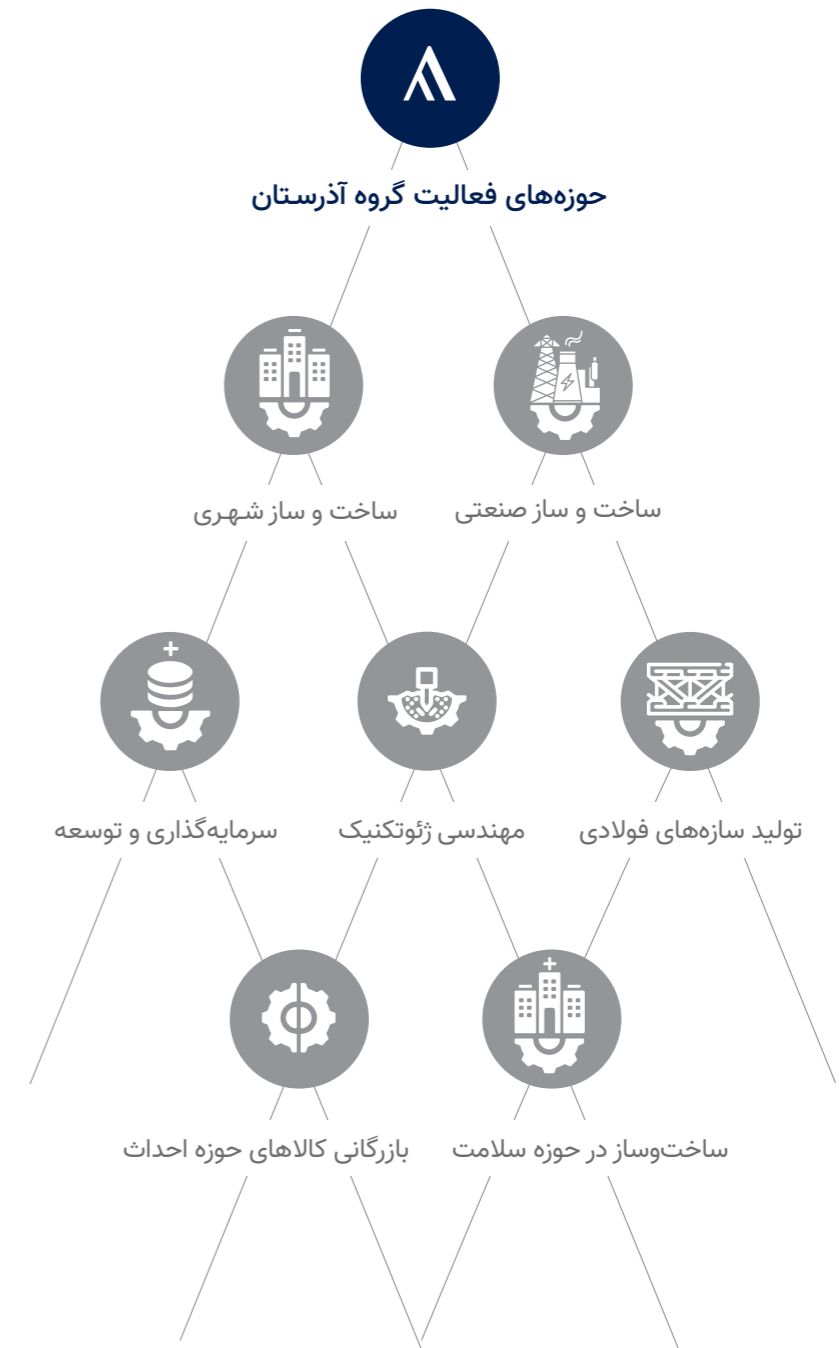 حوزه‌های فعالیت گروه آذرستان
ساخت و ساز صنعتی
ساخت و ساز شهری
تولید سازه‌های فولادی
مهندسی ژئوتکنیک
سرمایه‌گذاری و توسعه
ساخت‌وساز در حوزه سلامت
بازرگانی کالاهای حوزه احداث